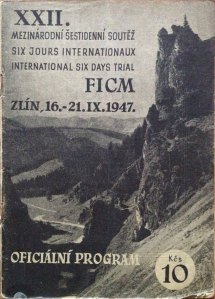 XXII.
MEZINÁRODNÍ ŠESTIDENNÍ SOUTĚŽ
SIX JOURS INTERNATIONAUX
INTERNATIONAL SIX DAYS TRIAL
FICM
ZLÍN, 16.-21.IX.1947.
OFICIÁLNÍ PROGRAM
Kčs
10